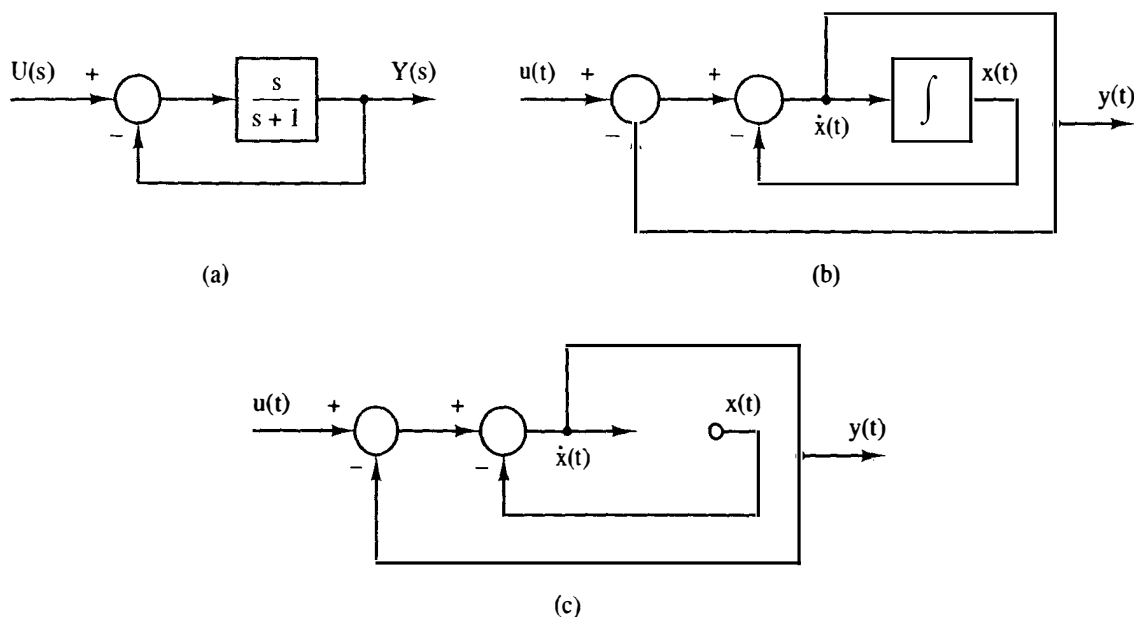 U(s) + s Y(s)
s + 1
−
(a)
u(t) + + ∫ x(t) y(t)
− − ẋ(t)
(b)
u(t) + + x(t) y(t)
− − ẋ(t)
(c)